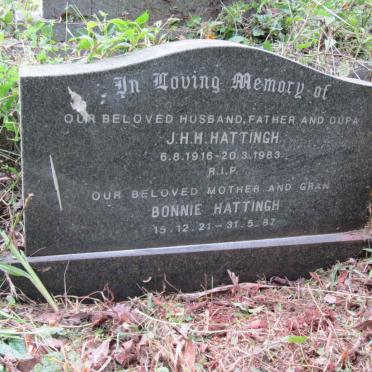 In Loving Memory of
OUR BELOVED HUSBAND, FATHER AND OUPA
J.H.H. HATTINGH
6.8.1916-20.3.1983
R.I.P.
OUR BELOVED MOTHER AND GRAN
BONNIE HATTINGH
15.12.21-31.5.87